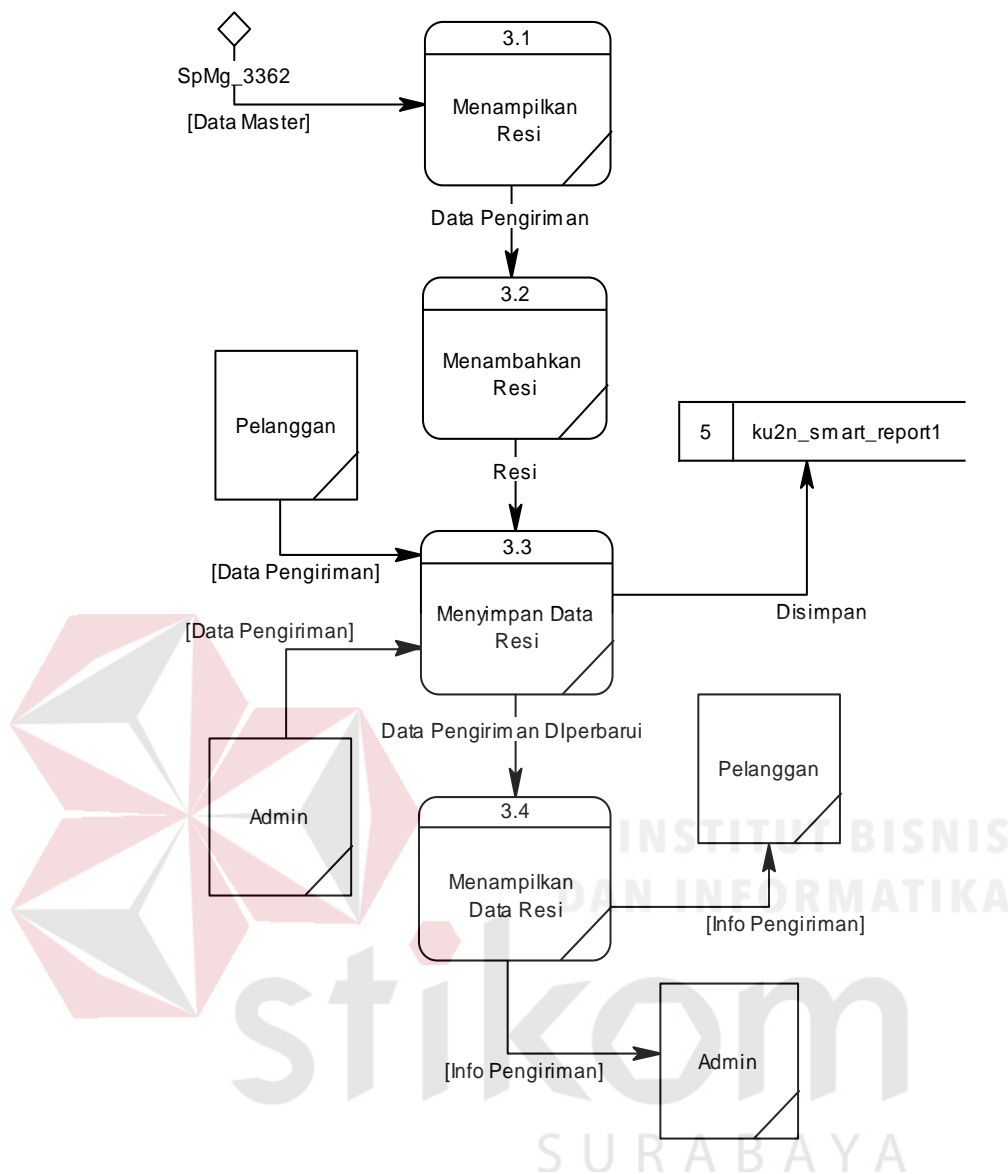 3.1
SpMg_3362
[Data Master]
Menampilkan
Resi
Data Pengiriman
3.2
Menambahkan
Resi
Pelanggan
5
ku2n_smart_report1
Resi
3.3
[Data Pengiriman]
Menyimpan Data
Resi
Disimpan
[Data Pengiriman]
Data Pengiriman DIperbarui
Pelanggan
3.4
Admin
INSTITUT BISNIS
Menampilkan
Data Resi
DAN INFORMATIKA
[Info Pengiriman]
stikom
Admin
[Info Pengiriman]
SURABAYA